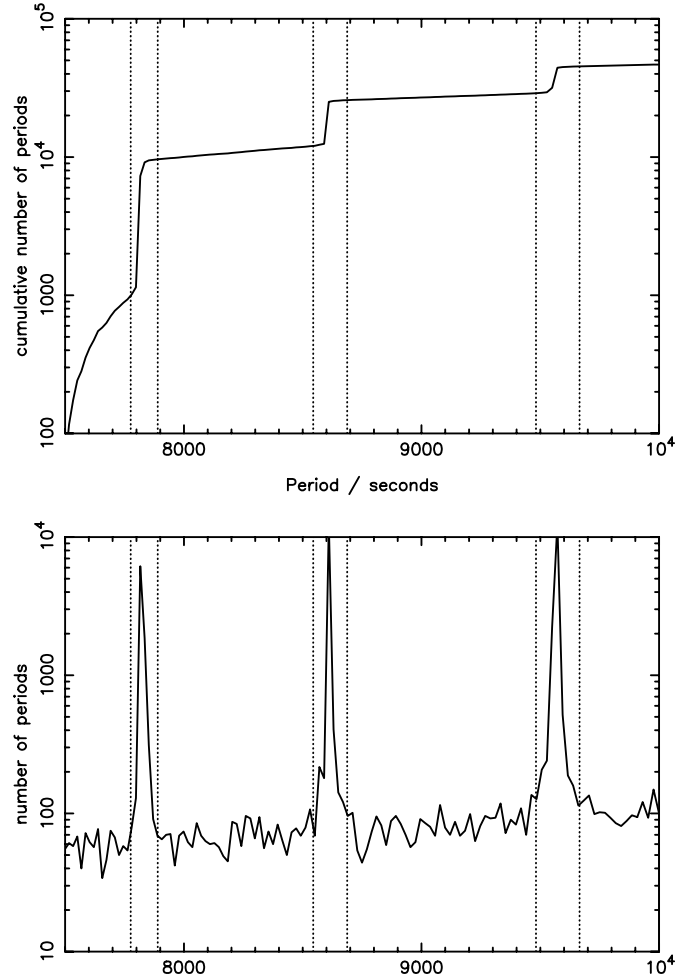 10^5
10^4
1000
100
cumulative number of periods
8000 9000 10^4
Period / seconds
10^4
1000
100
10
number of periods
8000 9000 10^4